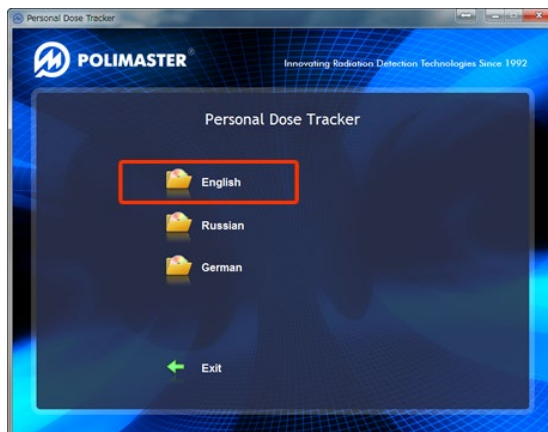 Personal Dose Tracker
POLIMASTER®
Innovating Radiation Detection Technologies Since 1992
Personal Dose Tracker
English
Russian
German
Exit